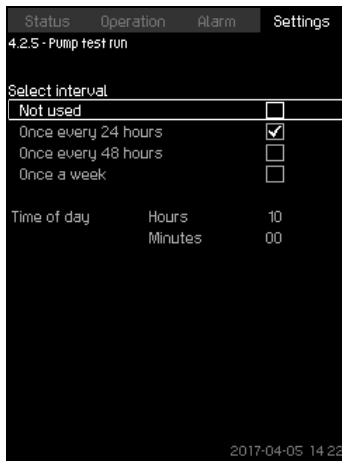 Status Operation Alarm Settings
4.2.5 - Pump test run
Select interval
Not used
Once every 24 hours
Once every 48 hours
Once a week
Time of day Hours 10
Minutes 00
2017-04-05 14:22